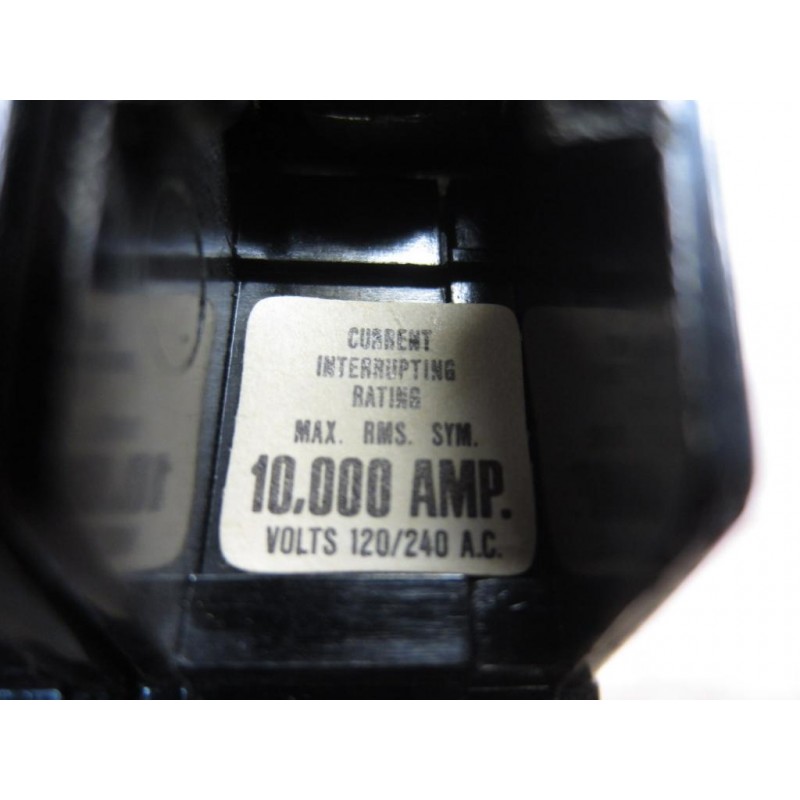 CURRENT
INTERRUPTING
RATING
MAX. RMS. SYM.
10,000 AMP.
VOLTS 120/240 A.C.